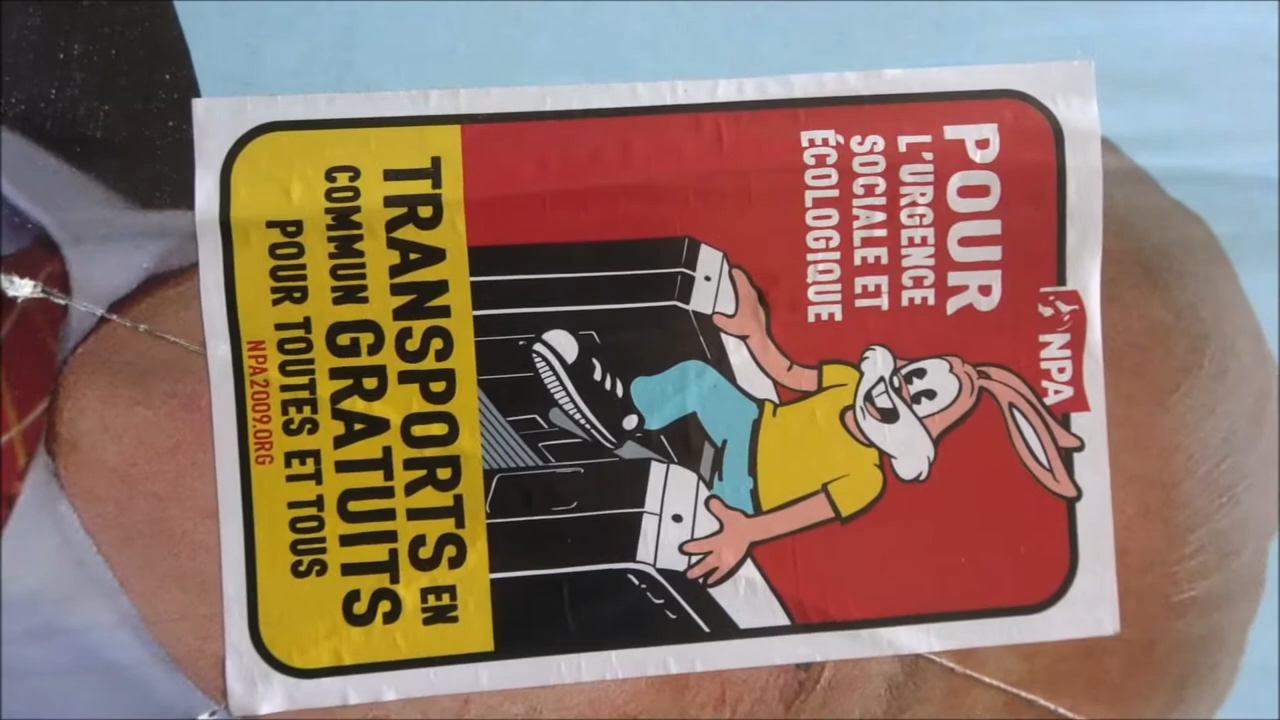 NPA
POUR
L'URGENCE
SOCIALE ET
ÉCOLOGIQUE
TRANSPORTS EN
COMMUN GRATUITS
POUR TOUTES ET TOUS
NPA2009.ORG